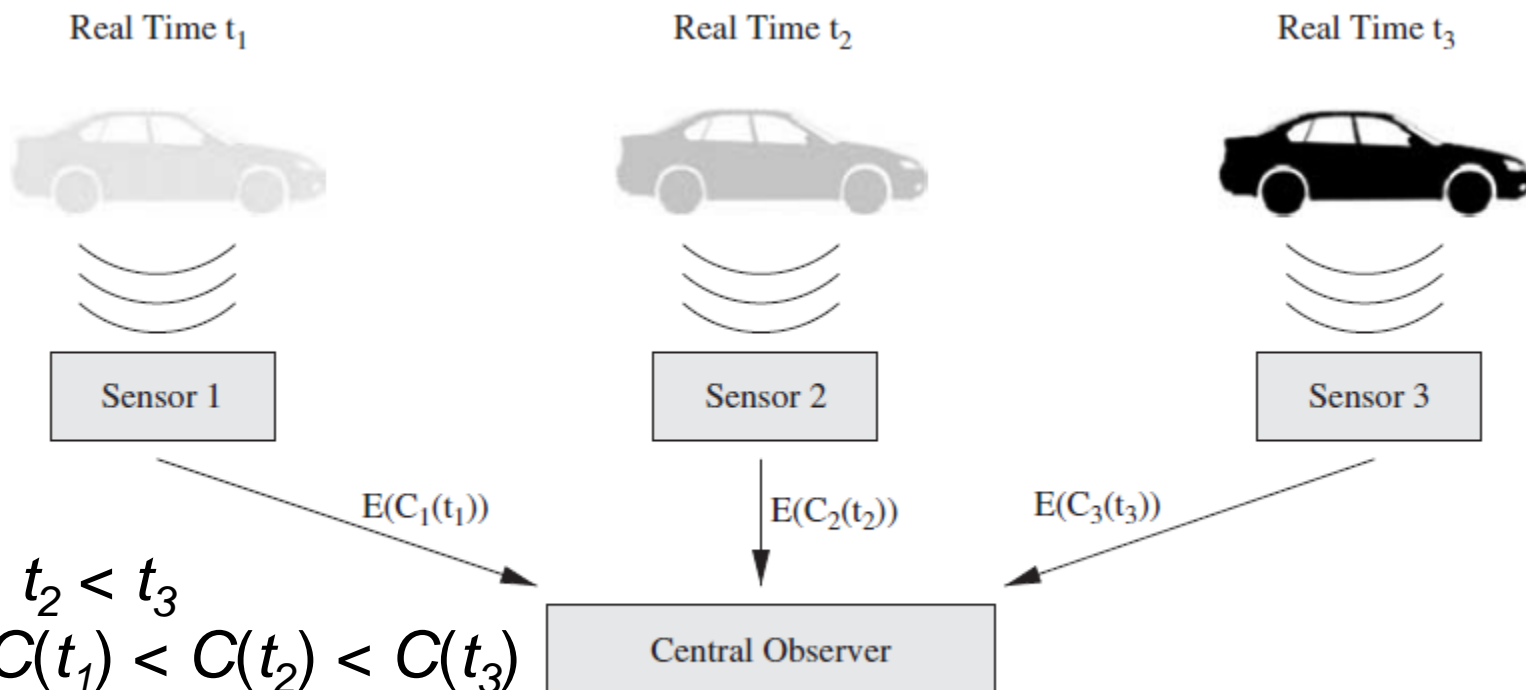 Real Time t₁
Real Time t₂
Real Time t₃
Sensor 1
Sensor 2
Sensor 3
E(C₁(t₁))
E(C₂(t₂))
E(C₃(t₃))
t₂ < t₃
C(t₁) < C(t₂) < C(t₃)
Central Observer